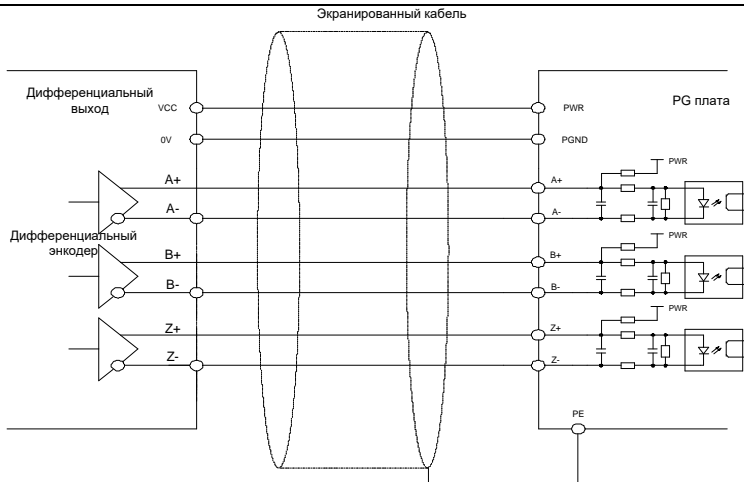 Экранированный кабель
Дифференциальный
выход
VCC
PWR
PG плата
0V
PGND
PWR
A+
A+
A-
A-
Дифференциальный
энкодер
PWR
B+
B+
B-
B-
PWR
Z+
Z+
Z-
Z-
PE